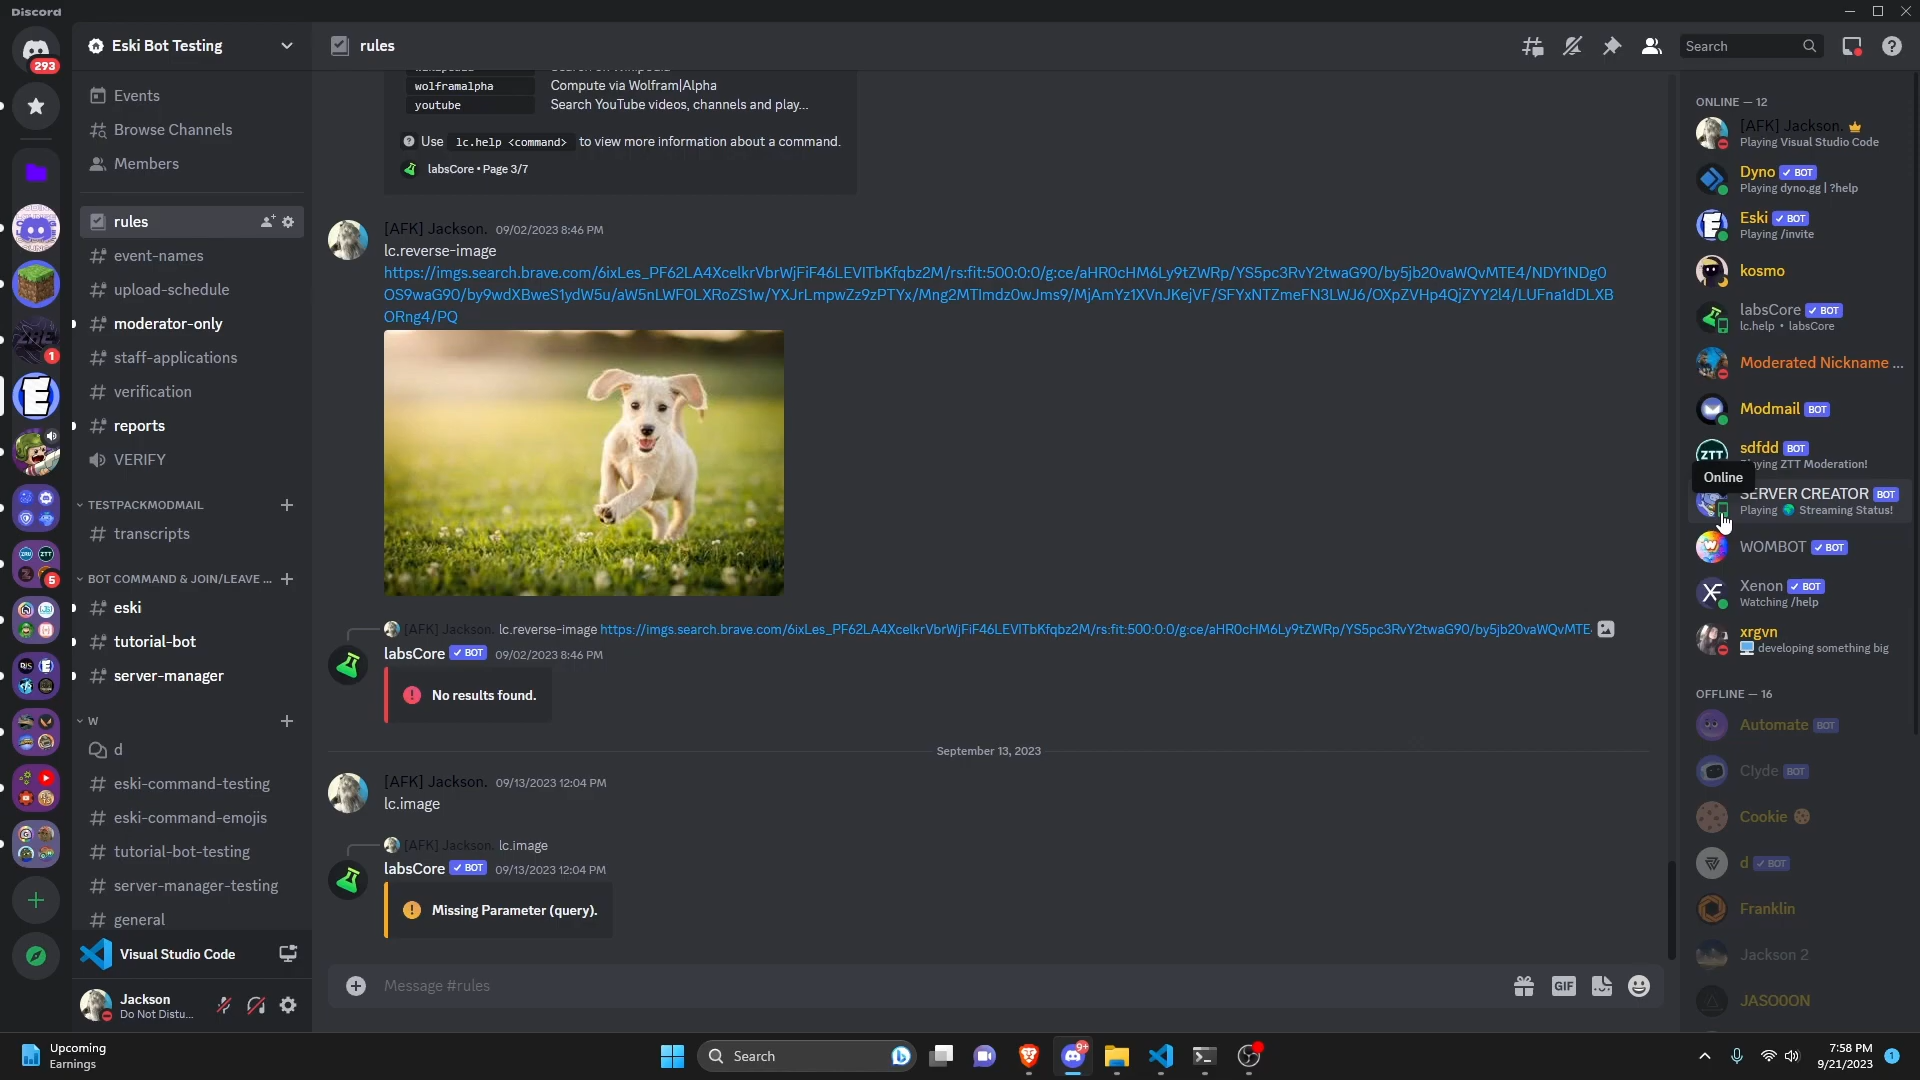 Discord
293
Eski Bot Testing
Events
Browse Channels
Members
rules
event-names
upload-schedule
moderator-only
staff-applications
verification
reports
VERIFY
TESTPACKMODMAIL
transcripts
BOT COMMAND & JOIN/LEAVE ...
eski
tutorial-bot
server-manager
W
d
eski-command-testing
eski-command-emojis
tutorial-bot-testing
server-manager-testing
general
Visual Studio Code
Jackson
Do Not Distu...
1
5
rules
Search
wolframalpha Compute via Wolfram|Alpha
youtube Search YouTube videos, channels and play...
Use lc.help <command> to view more information about a command.
labsCore • Page 3/7
[AFK] Jackson. 09/02/2023 8:46 PM
lc.reverse-image
https://imgs.search.brave.com/6ixLes_PF62LA4XcelkrVbrWjFiF46LEVITbKfqbz2M/rs:fit:500:0:0/g:ce/aHR0cHM6Ly9tZWRp/YS5pc3RvY2twaG90/by5jb20vaWQvMTE4/NDY1NDg0
OS9waG90/by9wdXBweS1ydW5u/aW5nLWF0LXRoZS1w/YXJrLmpwZz9zPTYx/Mng2MTImdz0wJms9/MjAmYz1XVnJKejVF/SFYxNTZmeFN3LWJ6/OXpZVHp4QjZYY2l4/LUFna1dDLXB
ORng4/PQ
[AFK] Jackson. lc.reverse-image https://imgs.search.brave.com/6ixLes_PF62LA4XcelkrVbrWjFiF46LEVITbKfqbz2M/rs:fit:500:0:0/g:ce/aHR0cHM6Ly9tZWRp/YS5pc3RvY2twaG90/by5jb20vaWQvMTE
labsCore BOT 09/02/2023 8:46 PM
No results found.
September 13, 2023
[AFK] Jackson. 09/13/2023 12:04 PM
lc.image
[AFK] Jackson. lc.image
labsCore BOT 09/13/2023 12:04 PM
Missing Parameter (query).
Message #rules
GIF
ONLINE — 12
[AFK] Jackson.
Playing Visual Studio Code
Dyno BOT
Playing dyno.gg | ?help
Eski BOT
Playing /invite
kosmo
labsCore BOT
lc.help • labsCore
Moderated Nickname ...
Modmail BOT
sdfdd BOT
ZTT
ying ZTT Moderation!
Online
SERVER CREATOR BOT
Playing Streaming Status!
WOMBOT BOT
Xenon BOT
Watching /help
xrgvn
developing something big
OFFLINE — 16
Automate BOT
Clyde BOT
Cookie
d BOT
Franklin
Jackson 2
JASO0ON
Upcoming
Earnings
Search
9+
7:58 PM
9/21/2023
1